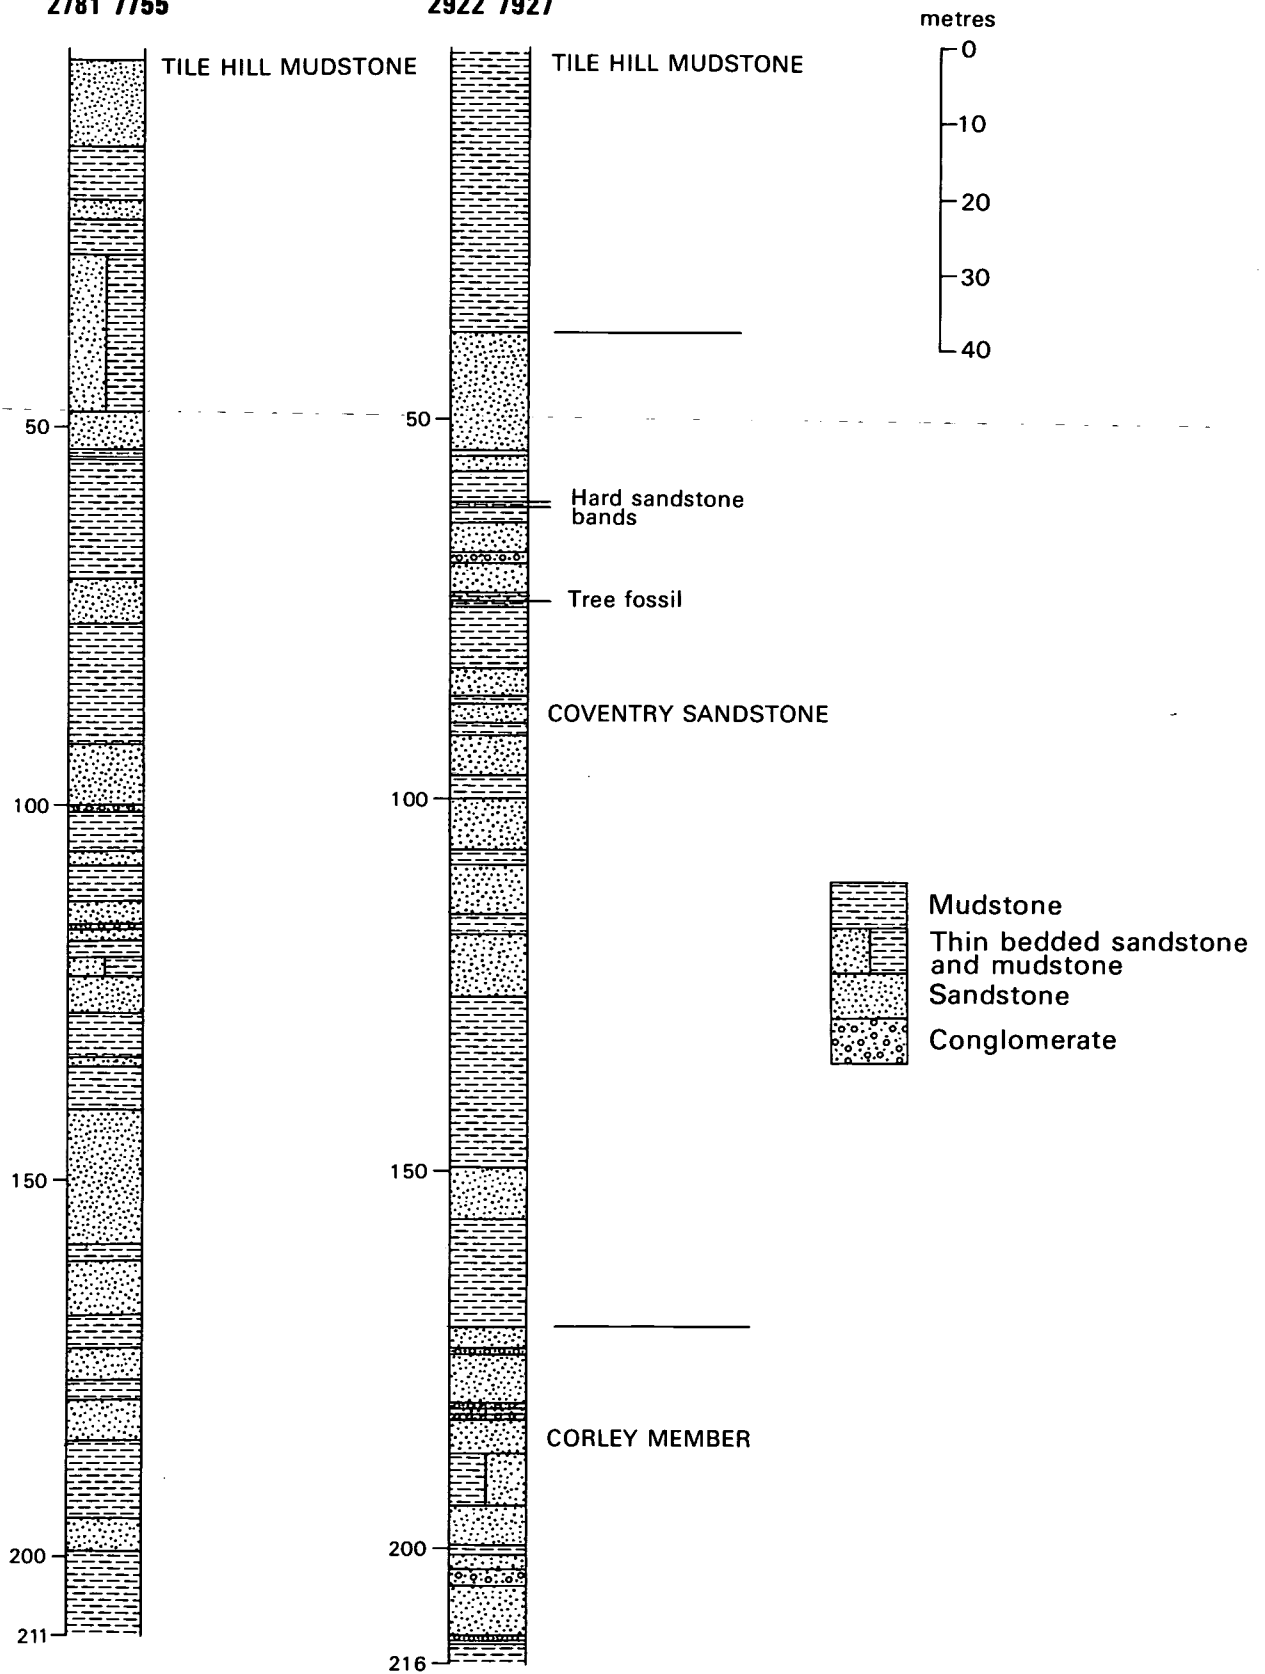 2781 7755
2922 7927
metres
TILE HILL MUDSTONE
TILE HILL MUDSTONE
0
10
20
30
40
50
50
Hard sandstone
bands
Tree fossil
COVENTRY SANDSTONE
100
100
Mudstone
Thin bedded sandstone
and mudstone
Sandstone
Conglomerate
150
150
CORLEY MEMBER
200
200
211
216